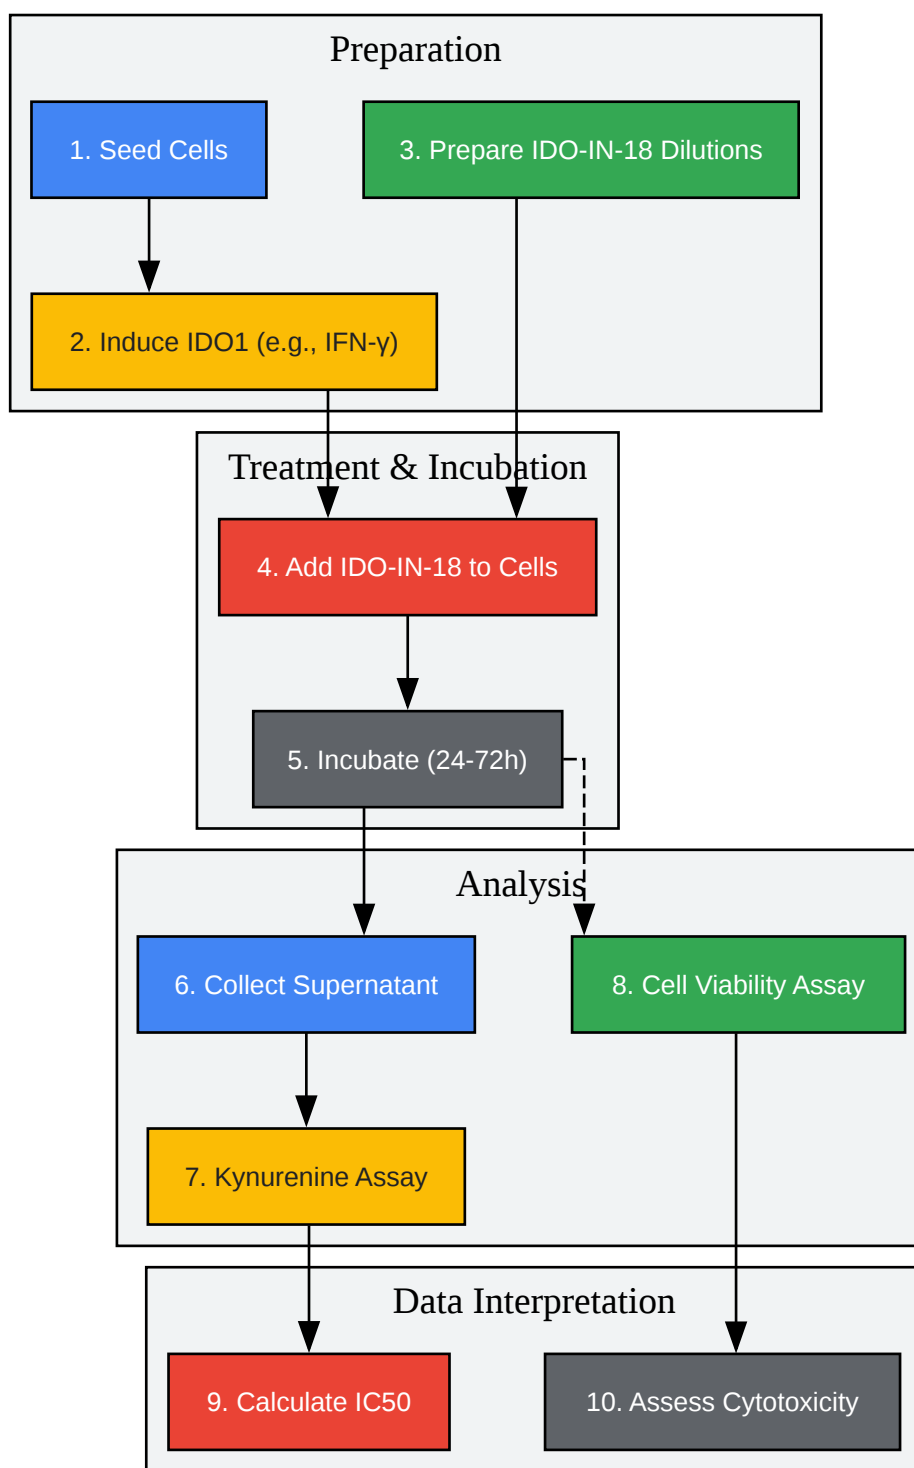 Preparation
1. Seed Cells
3. Prepare IDO-IN-18 Dilutions
2. Induce IDO1 (e.g., IFN-γ)
Treatment & Incubation
4. Add IDO-IN-18 to Cells
5. Incubate (24-72h)
Analysis
6. Collect Supernatant
8. Cell Viability Assay
7. Kynurenine Assay
Data Interpretation
9. Calculate IC50
10. Assess Cytotoxicity